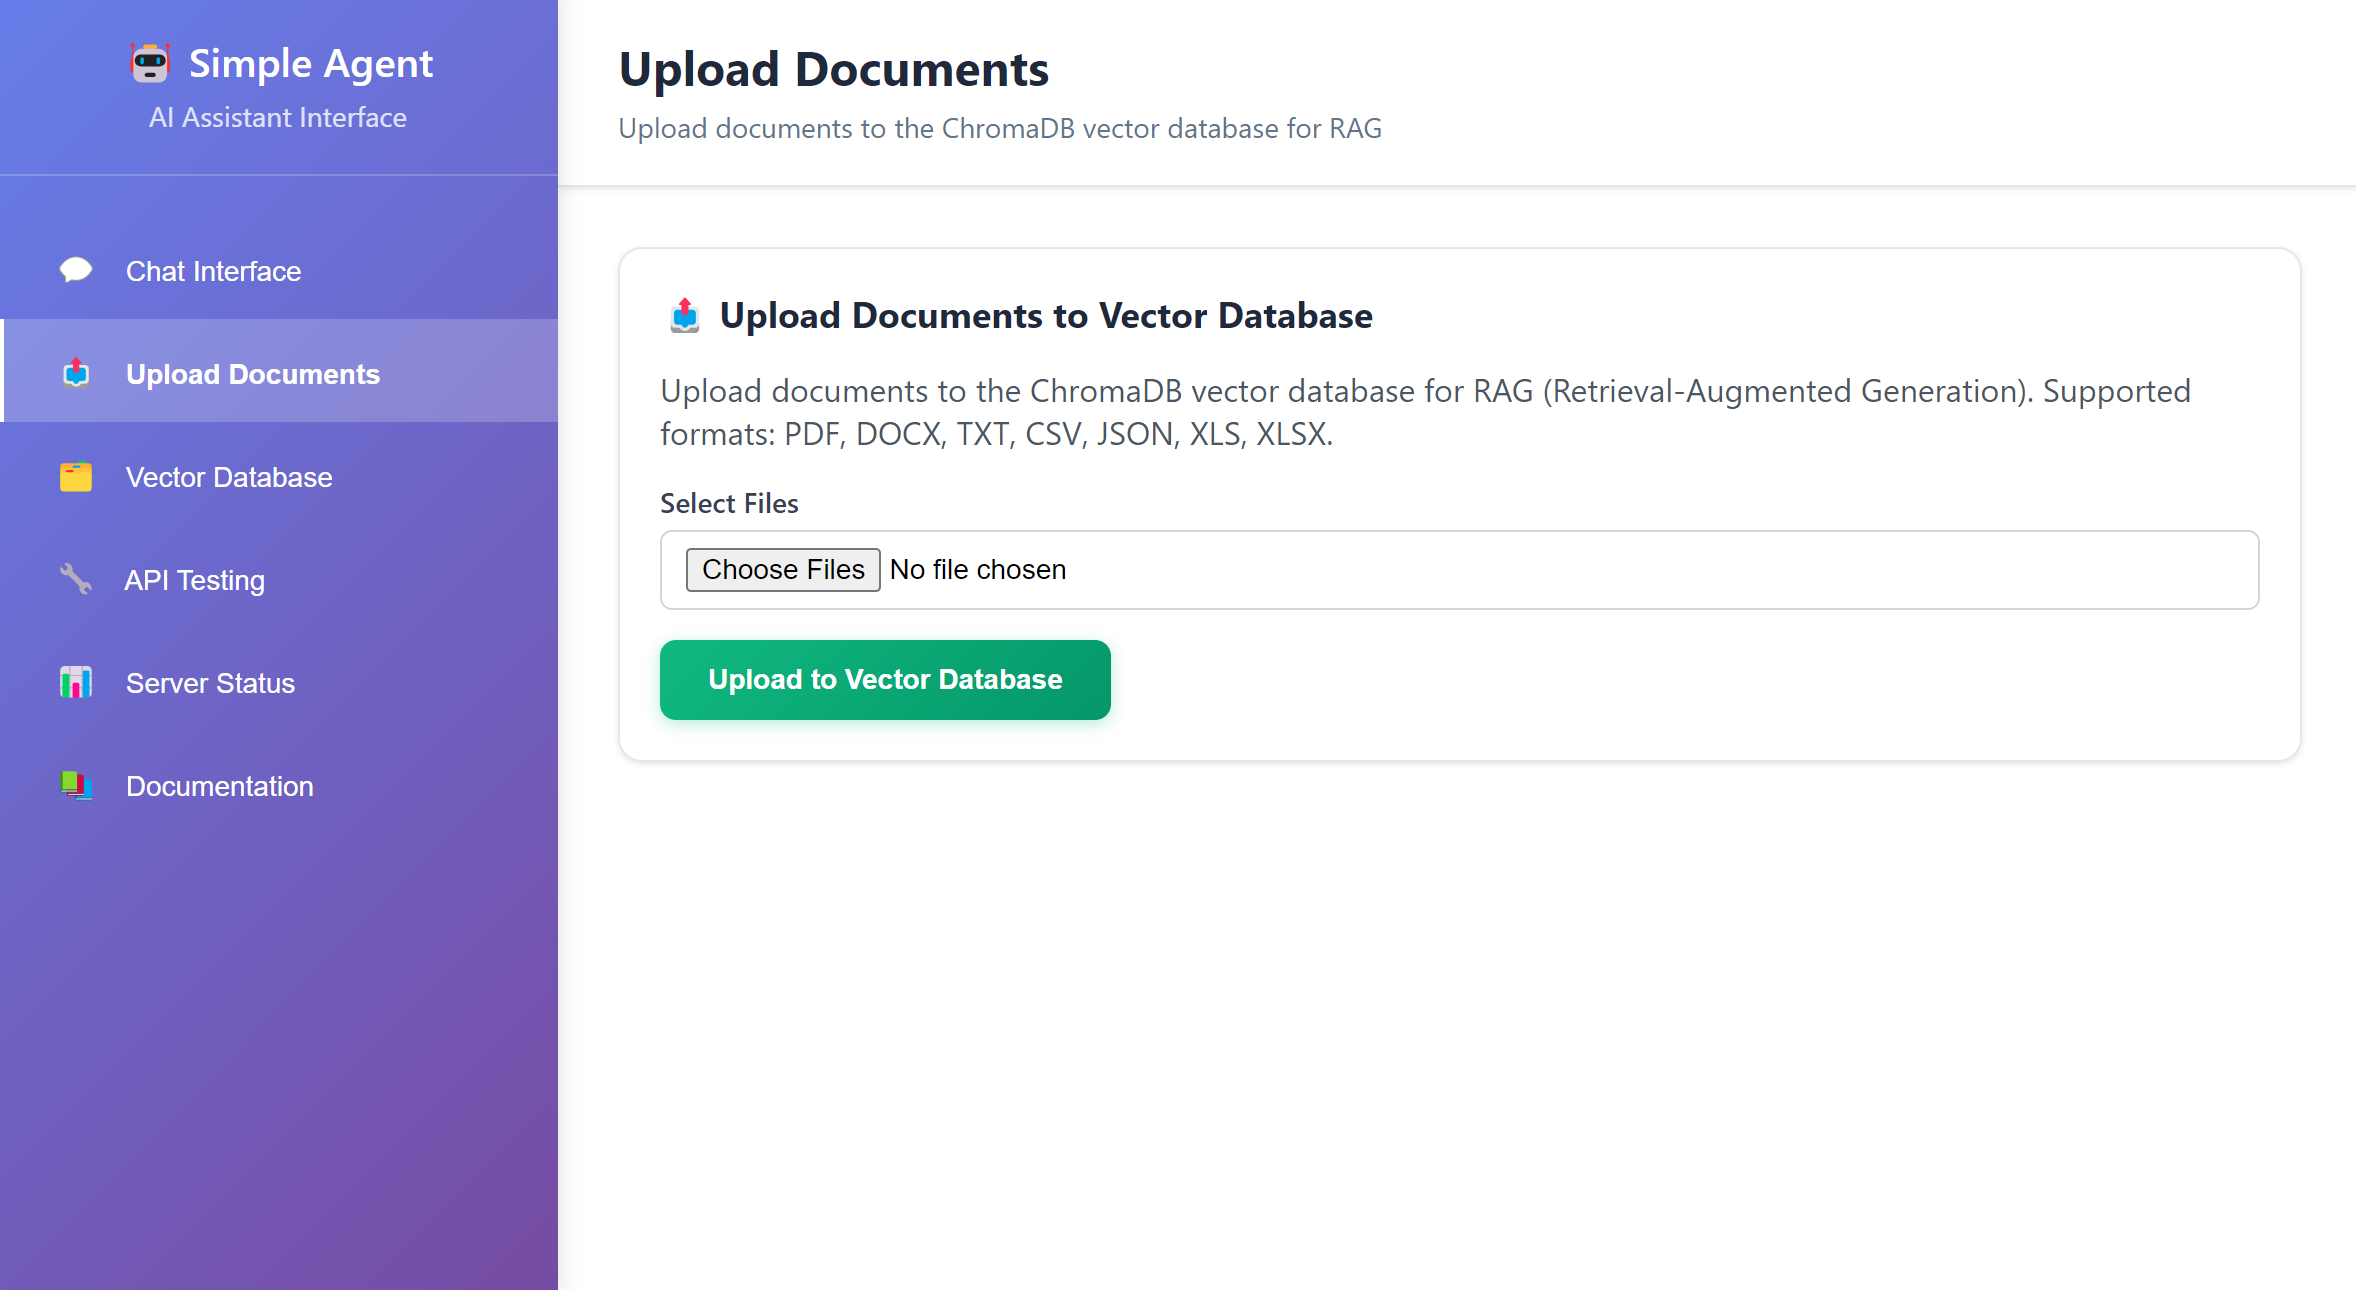 Simple Agent
AI Assistant Interface
Chat Interface
Upload Documents
Vector Database
API Testing
Server Status
Documentation
Upload Documents
Upload documents to the ChromaDB vector database for RAG
Upload Documents to Vector Database
Upload documents to the ChromaDB vector database for RAG (Retrieval-Augmented Generation). Supported
formats: PDF, DOCX, TXT, CSV, JSON, XLS, XLSX.
Select Files
Choose Files No file chosen
Upload to Vector Database